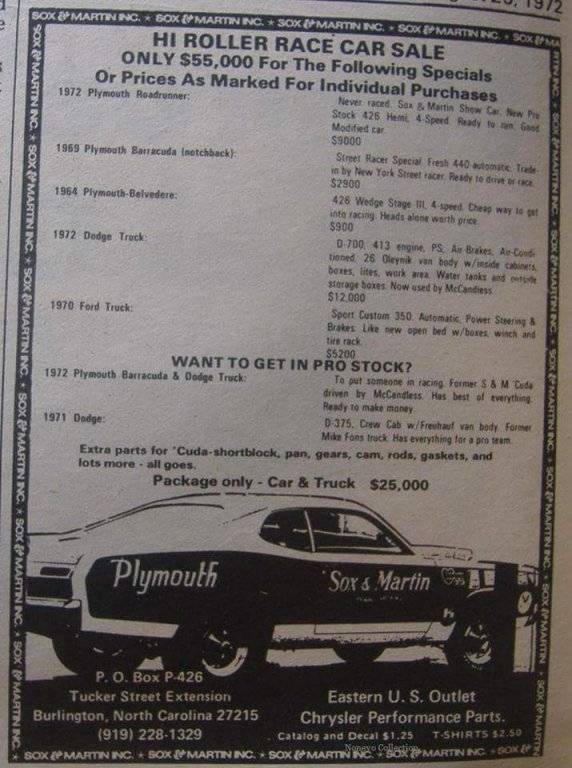 1972
SOX & MARTIN INC. ★ SOX & MARTIN INC. ★ SOX & MARTIN INC. ★ SOX & MARTIN INC. ★ SOX & MA
HI ROLLER RACE CAR SALE
ONLY $55,000 For The Following Specials
Or Prices As Marked For Individual Purchases
1972 Plymouth Roadrunner:
Never raced. Sox & Martin Show Car. New Pro
Stock 426 Hemi, 4-Speed. Ready to run. Good
Modified car.
$9000
1969 Plymouth Barracuda (notchback):
Street Racer Special. Fresh 440 automatic. Trade-
in by New York Street racer. Ready to drive or race.
$2900
1964 Plymouth-Belvedere:
426 Wedge Stage III, 4-speed. Cheap way to get
into racing. Heads alone worth price.
$900
1972 Dodge Truck:
D-700, 413 engine, PS, Air-Brakes, Air-Condi-
tioned. 26 Oleynik van body w/inside cabinets,
boxes, lites, work area. Water tanks and outside
storage boxes. Now used by McCandless.
$12,000
1970 Ford Truck:
Sport Custom 350. Automatic, Power Steering &
Brakes. Like new open bed w/boxes, winch and
tire rack.
$5200
WANT TO GET IN PRO STOCK?
1972 Plymouth Barracuda & Dodge Truck:
To put someone in racing. Former S & M 'Cuda
driven by McCandless. Has best of everything.
Ready to make money.
1971 Dodge:
D-375, Crew Cab w/Freuhauf van body. Former
Mike Fons truck. Has everything for a pro team.
Extra parts for 'Cuda-shortblock, pan, gears, cam, rods, gaskets, and
lots more - all goes.
Package only - Car & Truck $25,000
Plymouth
Sox & Martin
P. O. Box P-426
Tucker Street Extension
Burlington, North Carolina 27215
(919) 228-1329
Eastern U. S. Outlet
Chrysler Performance Parts.
Catalog and Decal $1.25 T-SHIRTS $2.50
Nonevo Collection
SOX & MARTIN INC. ★ SOX & MARTIN INC. ★ SOX & MARTIN INC. ★ SOX & MARTIN INC. ★ SOX &